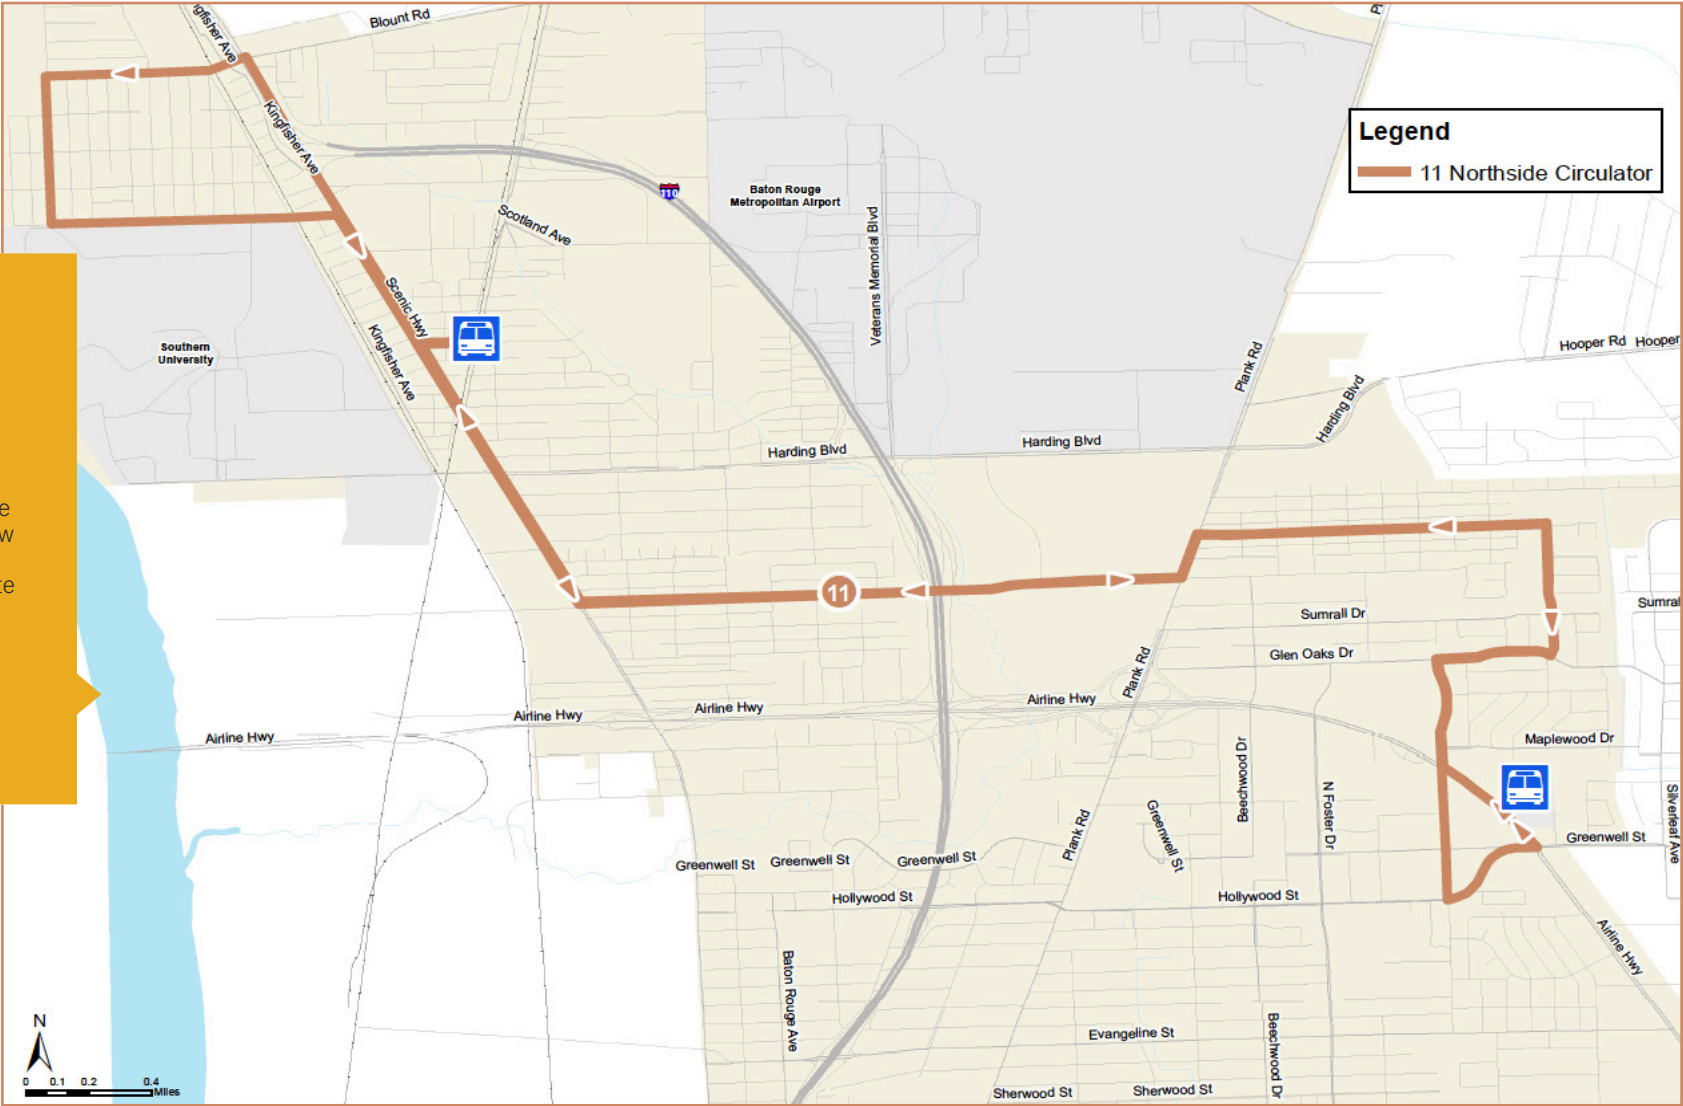 Blount Rd
Kingfisher Ave
Kingfisher Ave
Legend
11 Northside Circulator
110
Baton Rouge
Metropolitan Airport
Scotland Ave
Veterans Memorial Blvd
Scenic Hwy
Kingfisher Ave
Southern
University
Plank Rd
Hooper Rd
Hooper
Harding Blvd
Harding Blvd
Harding Blvd
e
w
te
11
Sumrall Dr
Sumral
Glen Oaks Dr
Plank Rd
Airline Hwy
Airline Hwy
Airline Hwy
Airline Hwy
Maplewood Dr
Beechwood Dr
N Foster Dr
Silverleaf Ave
Plank Rd
Greenwell St
Greenwell St
Greenwell St
Greenwell St
Greenwell St
Hollywood St
Hollywood St
Airline Hwy
Baton Rouge Ave
Beechwood Dr
Evangeline St
Sherwood St
Sherwood St
N
0 0.1 0.2 0.4
Miles